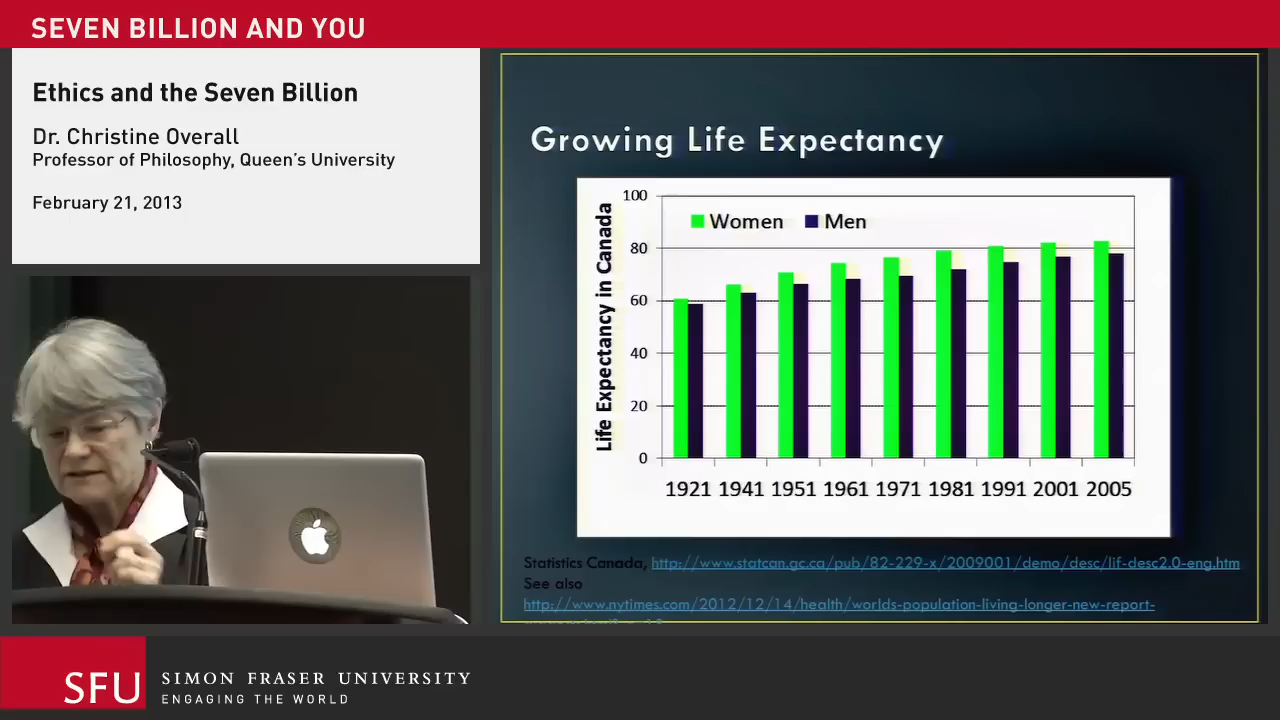 SEVEN BILLION AND YOU
Ethics and the Seven Billion
Dr. Christine Overall
Professor of Philosophy, Queen's University
February 21, 2013
Growing Life Expectancy
Life Expectancy in Canada
100
80
60
40
20
0
Women Men
1921 1941 1951 1961 1971 1981 1991 2001 2005
Statistics Canada, http://www.statcan.gc.ca/pub/82-229-x/2009001/demo/desc/lif-desc2.0-eng.htm
See also
http://www.nytimes.com/2012/12/14/health/worlds-population-living-longer-new-report-
SFU SIMON FRASER UNIVERSITY
ENGAGING THE WORLD